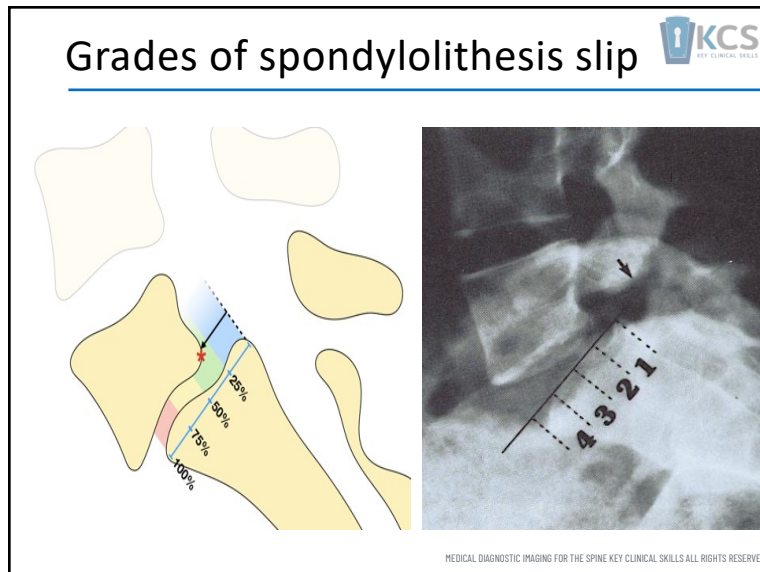 Grades of spondylolithesis slip
KCS
KEY CLINICAL SKILLS
25%
50%
75%
100%
1
2
3
4
MEDICAL DIAGNOSTIC IMAGING FOR THE SPINE KEY CLINICAL SKILLS ALL RIGHTS RESERVE